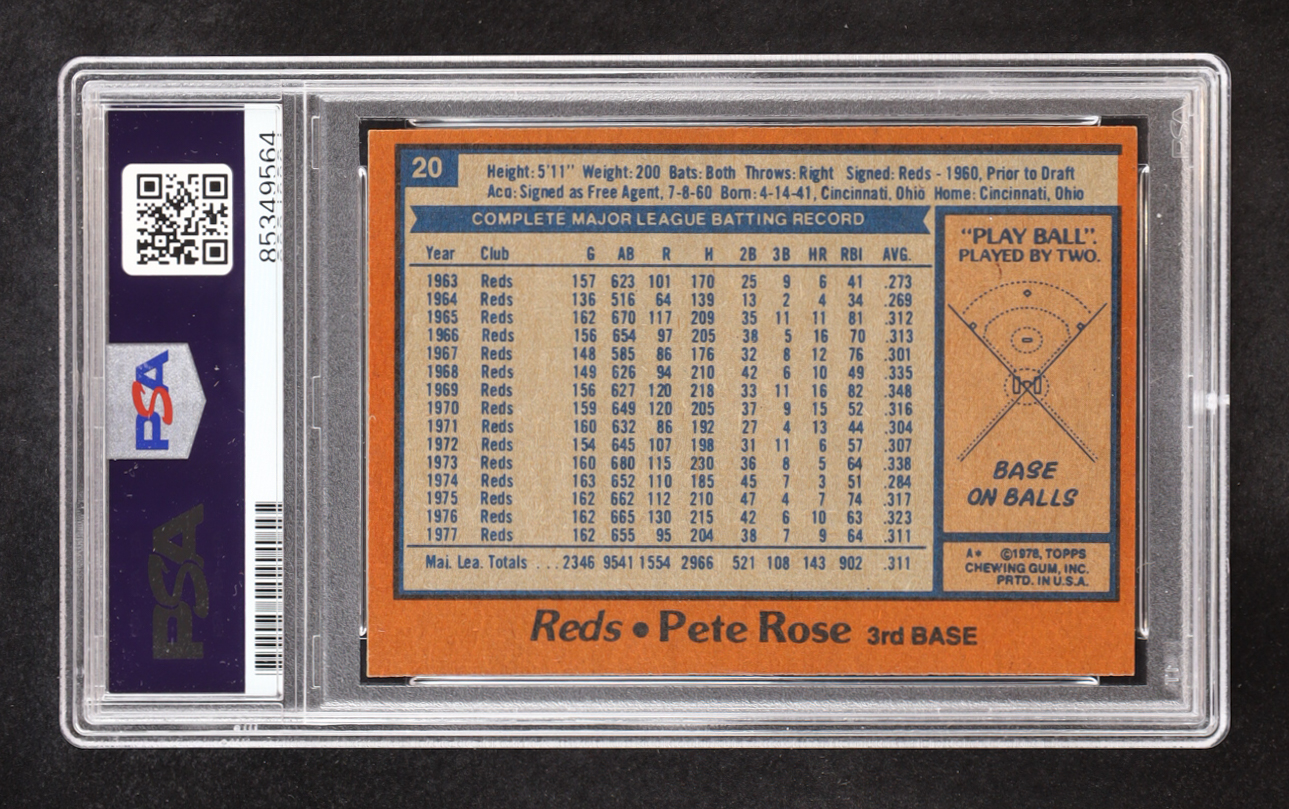 20
Height: 5'11" Weight: 200 Bats: Both Throws: Right Signed: Reds - 1960, Prior to Draft
Acq: Signed as Free Agent, 7-8-60 Born: 4-14-41, Cincinnati, Ohio Home: Cincinnati, Ohio
COMPLETE MAJOR LEAGUE BATTING RECORD
Year Club G AB R H 2B 3B HR RBI AVG.
1963 Reds 157 623 101 170 25 9 6 41 .273
1964 Reds 136 516 64 139 13 2 4 34 .269
1965 Reds 162 670 117 209 35 11 11 81 .312
1966 Reds 156 654 97 205 38 5 16 70 .313
1967 Reds 148 585 86 176 32 8 12 76 .301
1968 Reds 149 626 94 210 42 6 10 49 .335
1969 Reds 156 627 120 218 33 11 16 82 .348
1970 Reds 159 649 120 205 37 9 15 52 .316
1971 Reds 160 632 86 192 27 4 13 44 .304
1972 Reds 154 645 107 198 31 11 6 57 .307
1973 Reds 160 680 115 230 36 8 5 64 .338
1974 Reds 163 652 110 185 45 7 3 51 .284
1975 Reds 162 662 112 210 47 4 7 74 .317
1976 Reds 162 665 130 215 42 6 10 63 .323
1977 Reds 162 655 95 204 38 7 9 64 .311
Maj. Lea. Totals ... 2346 9541 1554 2966 521 108 143 902 .311
"PLAY BALL".
PLAYED BY TWO.
BASE
ON BALLS
A* ©1978, TOPPS
CHEWING GUM, INC.
PRTD. IN U.S.A.
Reds • Pete Rose 3rd BASE
85349564
PSA
PSA